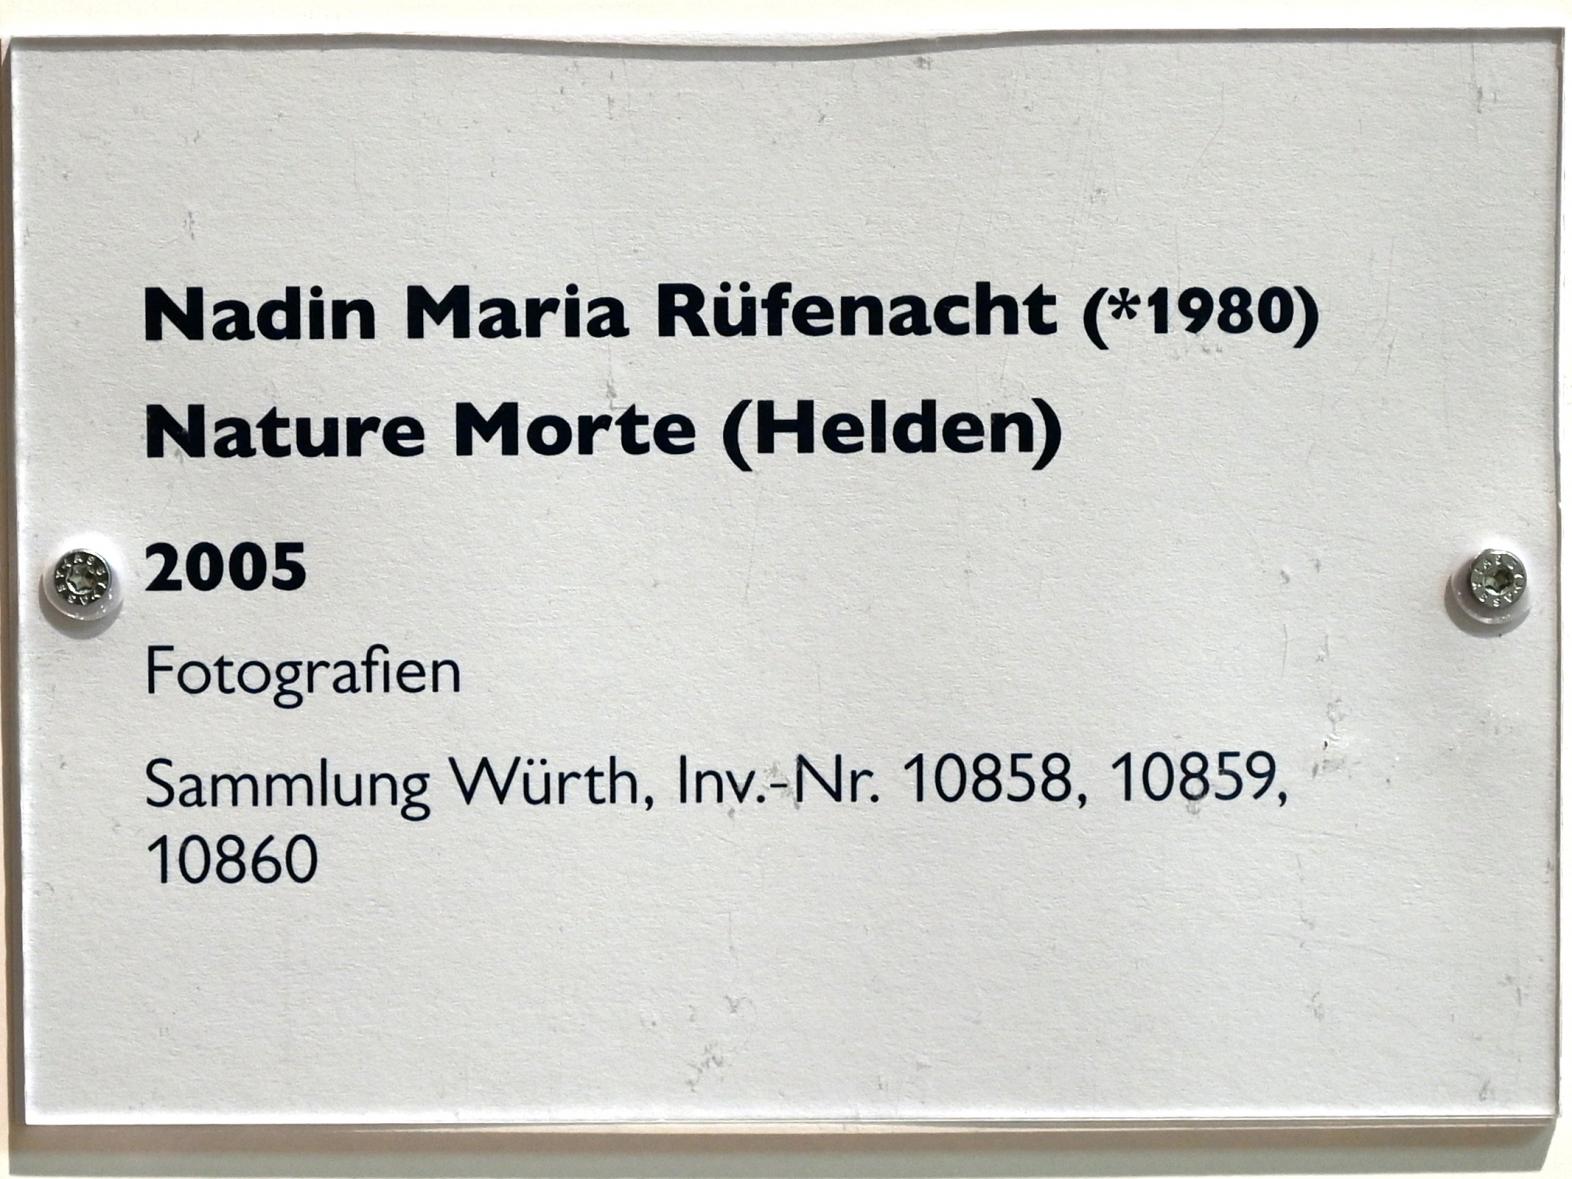 Nadin Maria Rüfenacht (*1980)
Nature Morte (Helden)
2005
Fotografien
Sammlung Würth, Inv.-Nr. 10858, 10859,
10860